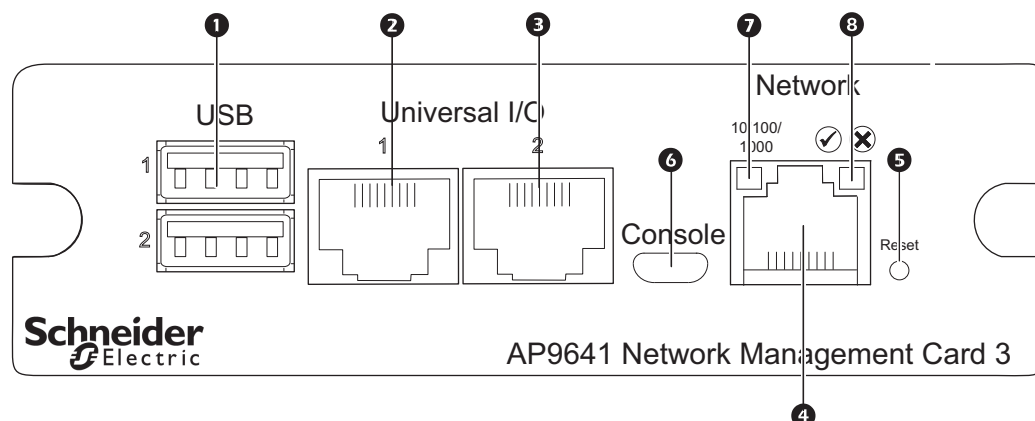 1 2 3 7 8
Network
USB
Universal I/O
10/100/
1000
1 2
1
6
5
Console
Reset
2
Schneider
Electric
AP9641 Network Management Card 3
4